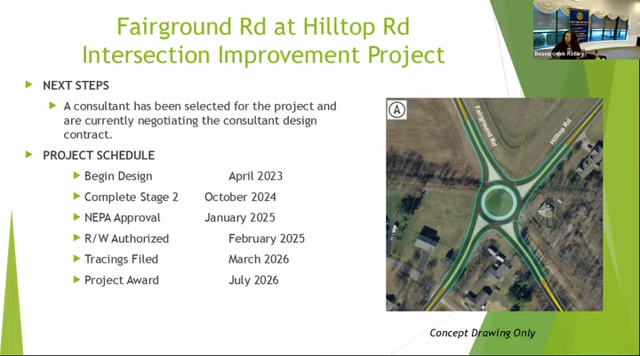 Fairground Rd at Hilltop Rd
Intersection Improvement Project
NEXT STEPS
A consultant has been selected for the project and
are currently negotiating the consultant design
contract.
PROJECT SCHEDULE
Begin Design April 2023
Complete Stage 2 October 2024
NEPA Approval January 2025
R/W Authorized February 2025
Tracings Filed March 2026
Project Award July 2026
A
Fairground Rd
Hilltop Rd
Concept Drawing Only
Beavercreek Rotary